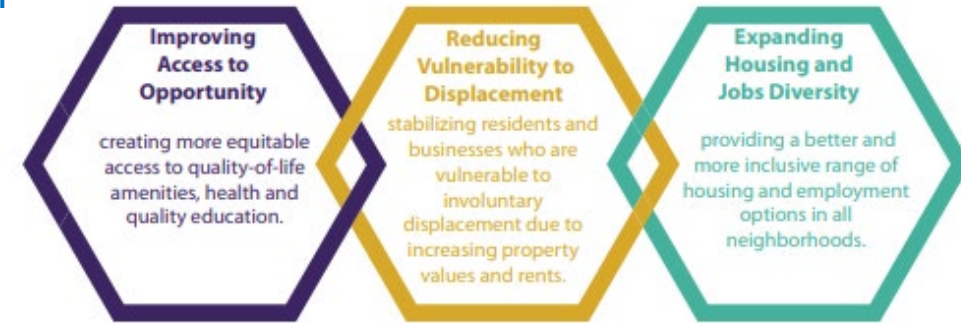 Improving
Access to
Opportunity
creating more equitable
access to quality-of-life
amenities, health and
quality education.
Reducing
Vulnerability to
Displacement
stabilizing residents and
businesses who are
vulnerable to
involuntary
displacement due to
increasing property
values and rents.
Expanding
Housing and
Jobs Diversity
providing a better and
more inclusive range of
housing and employment
options in all
neighborhoods.